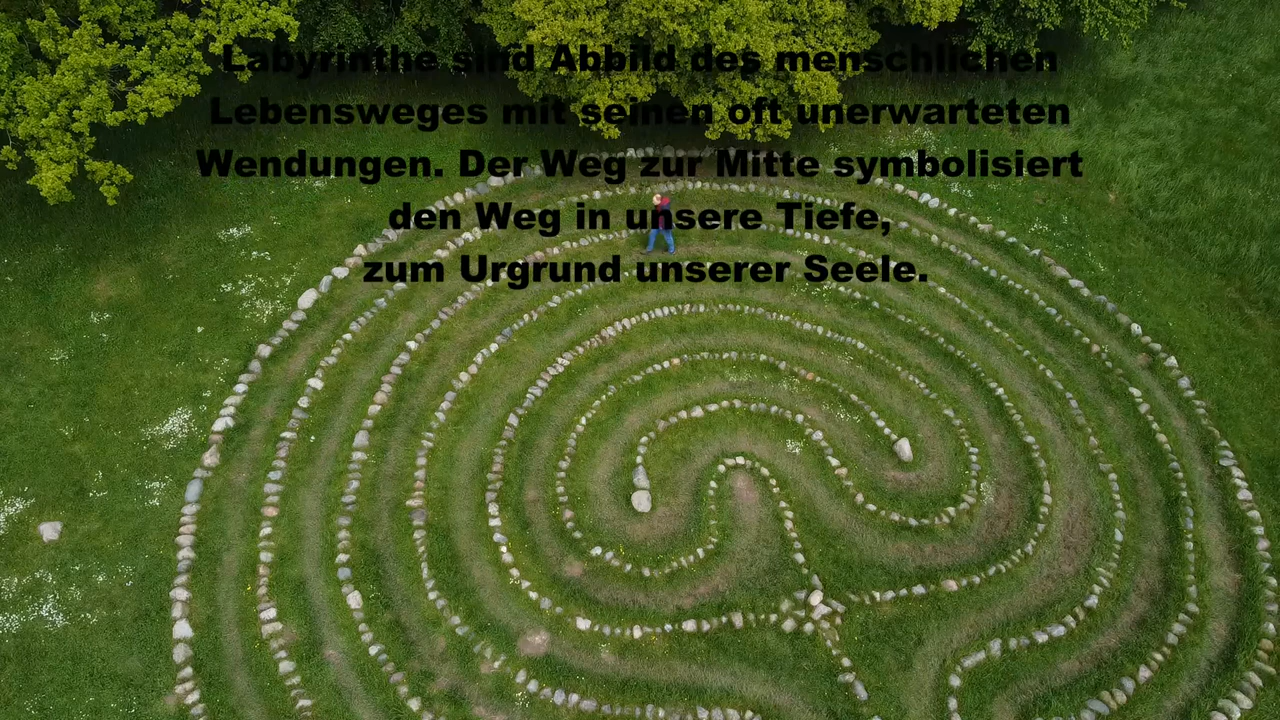 Labyrinthe sind Abbild des menschlichen
Lebensweges mit seinen oft unerwarteten
Wendungen. Der Weg zur Mitte symbolisiert
den Weg in unsere Tiefe,
zum Urgrund unserer Seele.